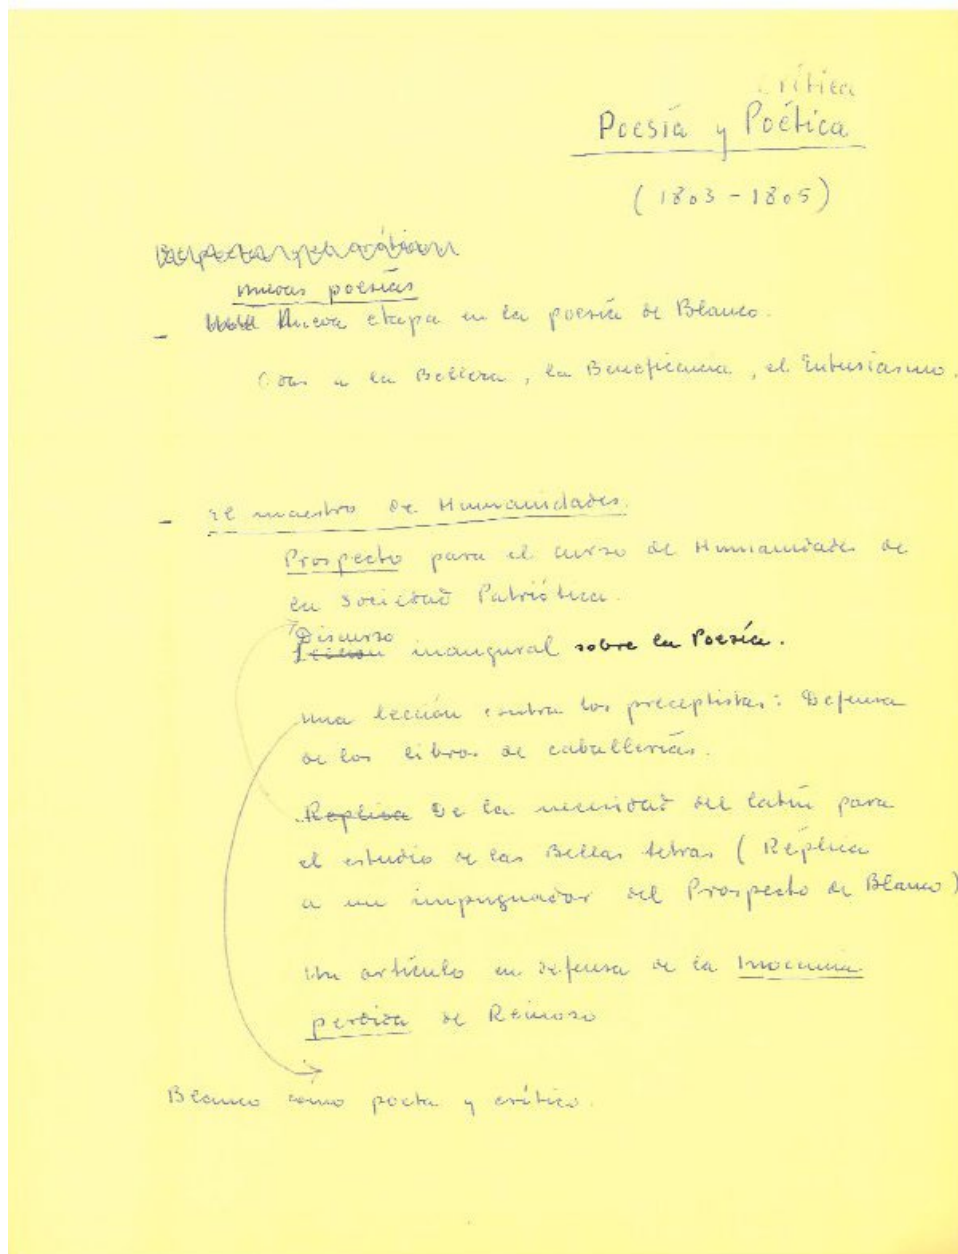 Crítica
Poesía y Poética
(1803-1805)
nuevas poesías
- Nueva etapa en la poesía de Blanco.
Odas a la Belleza, la Beneficencia, el Entusiasmo.
- El maestro de Humanidades.
Prospecto para el curso de Humanidades de
la Sociedad Patriótica.
Discurso
Leccion inaugural sobre la Poesía.
Una lección contra los preceptistas: Defensa
de los libros de caballerías.
Replica De la necesidad del latín para
el estudio de las Bellas letras (Réplica
a un impugnador del Prospecto de Blanco)
Un artículo en defensa de la Inocencia
perdida de Reinoso
Blanco como poeta y crítico.